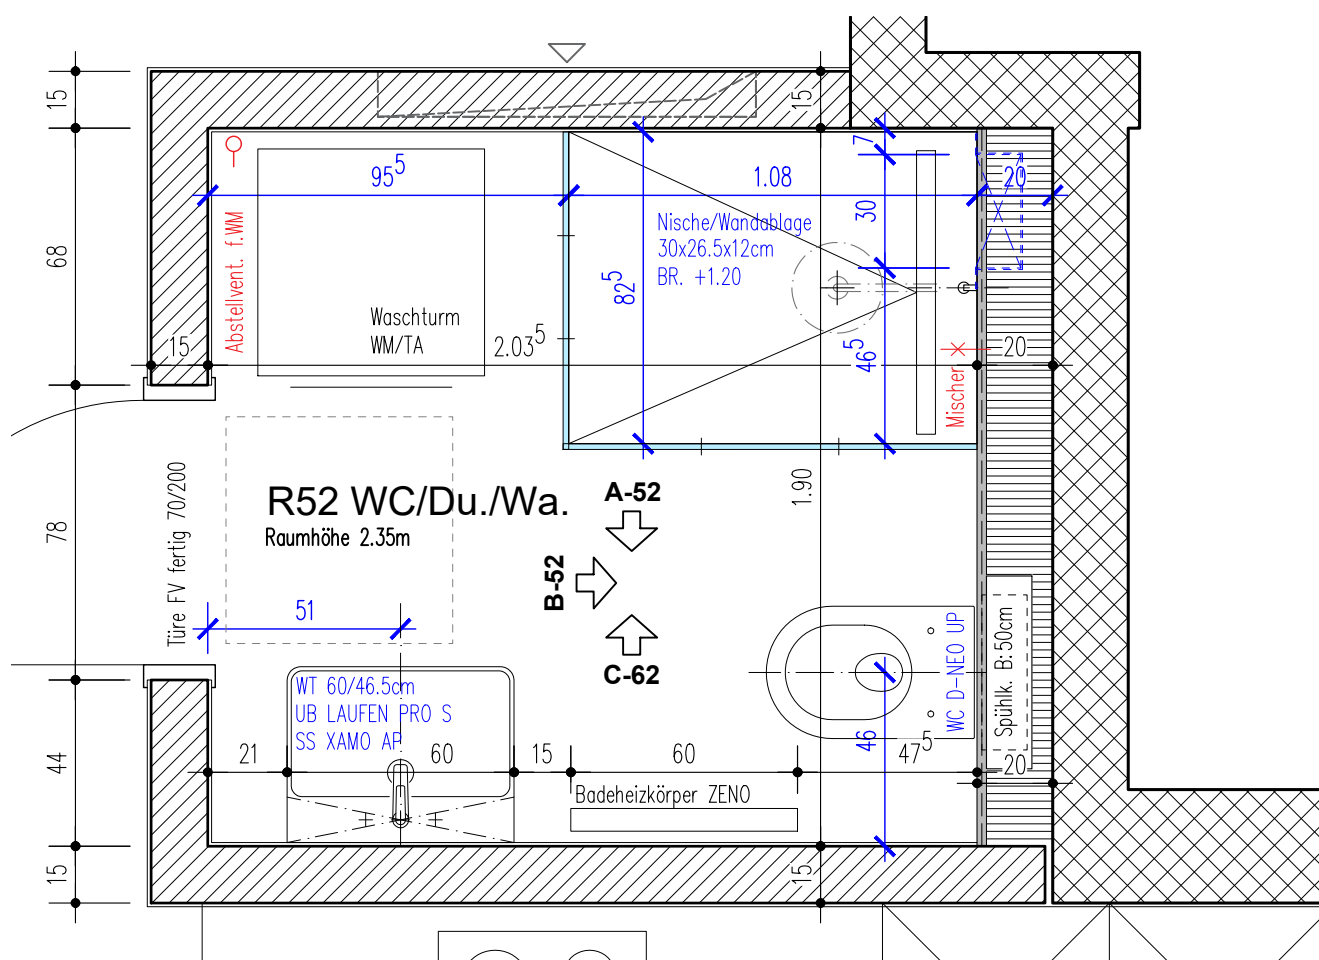 15
15
95⁵
1.08
7
20
30
68
Abstellvent. f.WM
Nische/Wandablage
30x26.5x12cm
BR. +1.20
82⁵
Waschturm
WM/TA
15
2.03⁵
46⁵
20
Mischer
78
Türe FV fertig 70/200
R52 WC/Du./Wa.
Raumhöhe 2.35m
A-52
B-52
C-62
1.90
51
WT 60/46.5cm
UB LAUFEN PRO S
SS XAMO AP
WC D-NEO UP
Spühlk. B:50cm
44
21
60
15
60
46
47⁵
20
Badeheizkörper ZENO
15
15